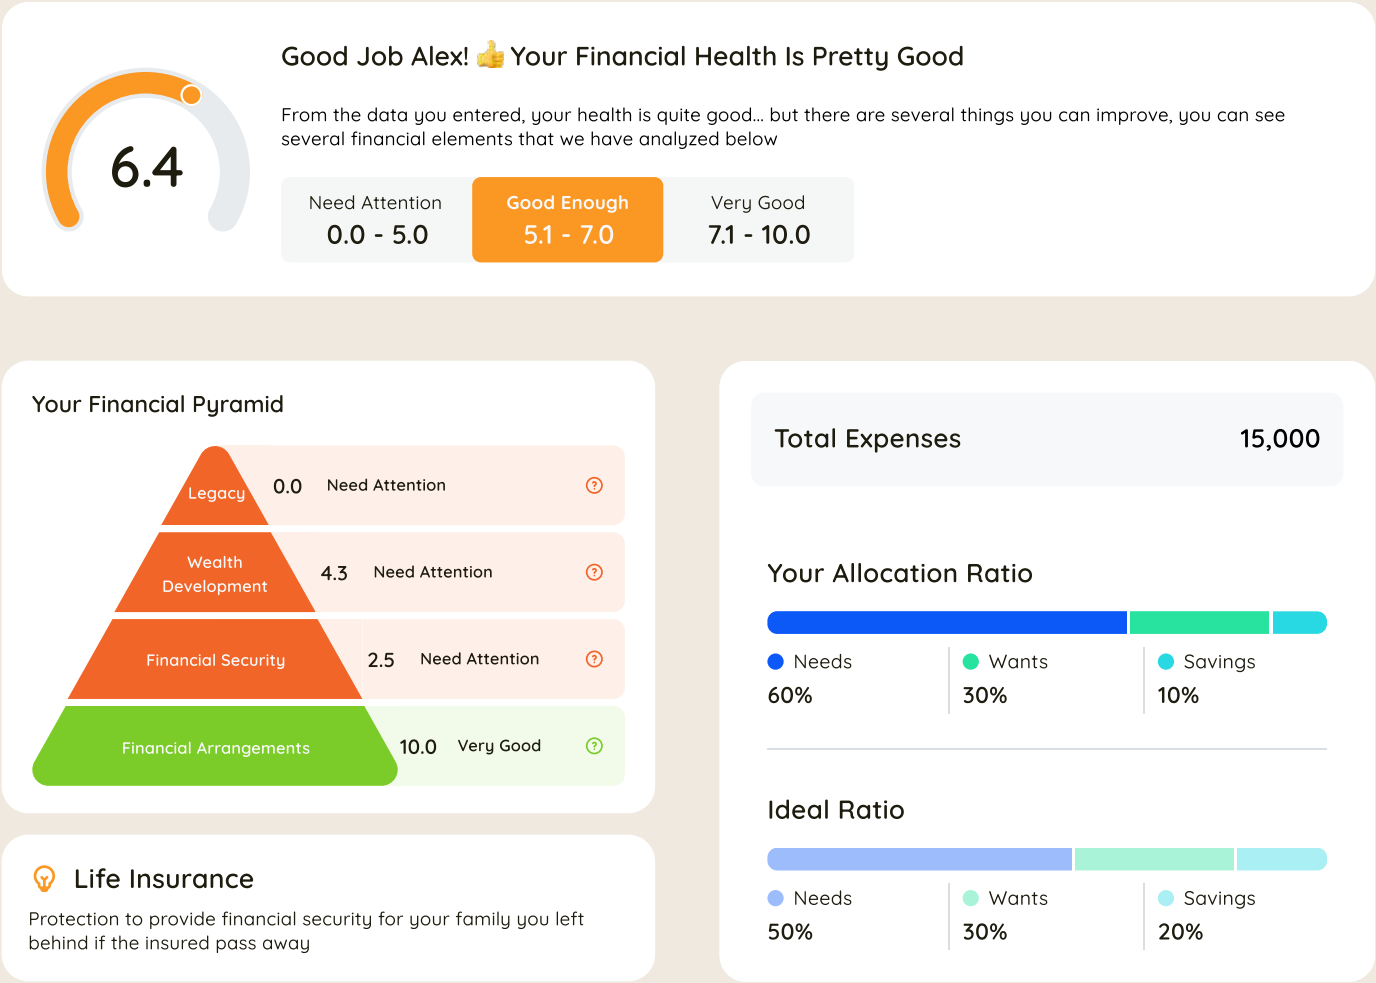 Good Job Alex! 👍 Your Financial Health Is Pretty Good
From the data you entered, your health is quite good... but there are several things you can improve, you can see
several financial elements that we have analyzed below
6.4
Need Attention
0.0 - 5.0
Good Enough
5.1 - 7.0
Very Good
7.1 - 10.0
Your Financial Pyramid
Legacy
0.0 Need Attention ?
Wealth
Development
4.3 Need Attention ?
Financial Security
2.5 Need Attention ?
Financial Arrangements
10.0 Very Good ?
Life Insurance
Protection to provide financial security for your family you left
behind if the insured pass away
Total Expenses 15,000
Your Allocation Ratio
Needs
60%
Wants
30%
Savings
10%
Ideal Ratio
Needs
50%
Wants
30%
Savings
20%